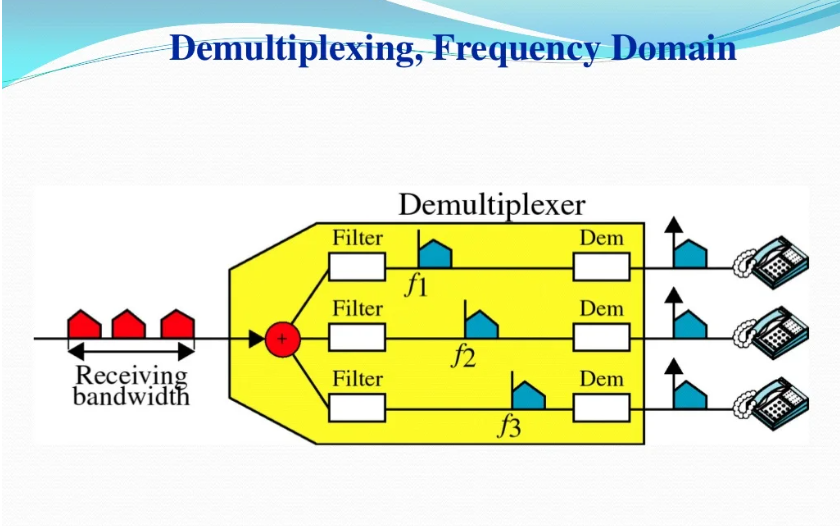 Demultiplexing, Frequency Domain
Demultiplexer
Filter
Dem
f1
Filter
Dem
f2
+
Receiving
bandwidth
Filter
Dem
f3